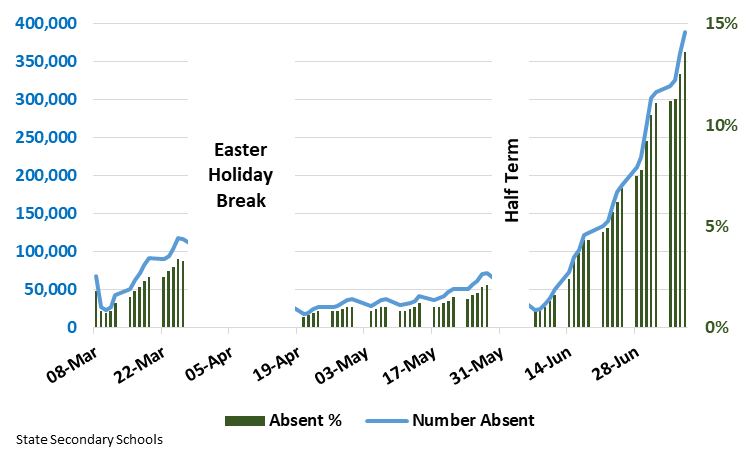 400,000
350,000
300,000
250,000
200,000
150,000
100,000
50,000
0
15%
10%
5%
0%
Easter
Holiday
Break
Half Term
08-Mar
22-Mar
05-Apr
19-Apr
03-May
17-May
31-May
14-Jun
28-Jun
Absent %
Number Absent
State Secondary Schools